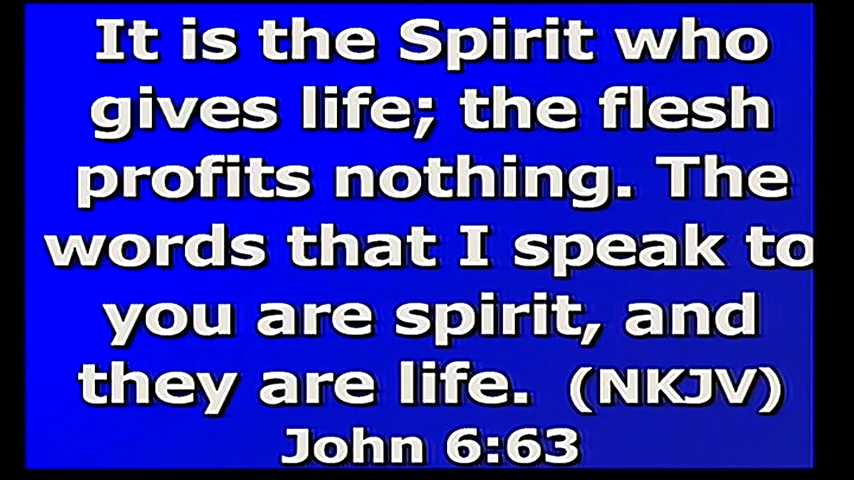 It is the Spirit who
gives life; the flesh
profits nothing. The
words that I speak to
you are spirit, and
they are life. (NKJV)
John 6:63